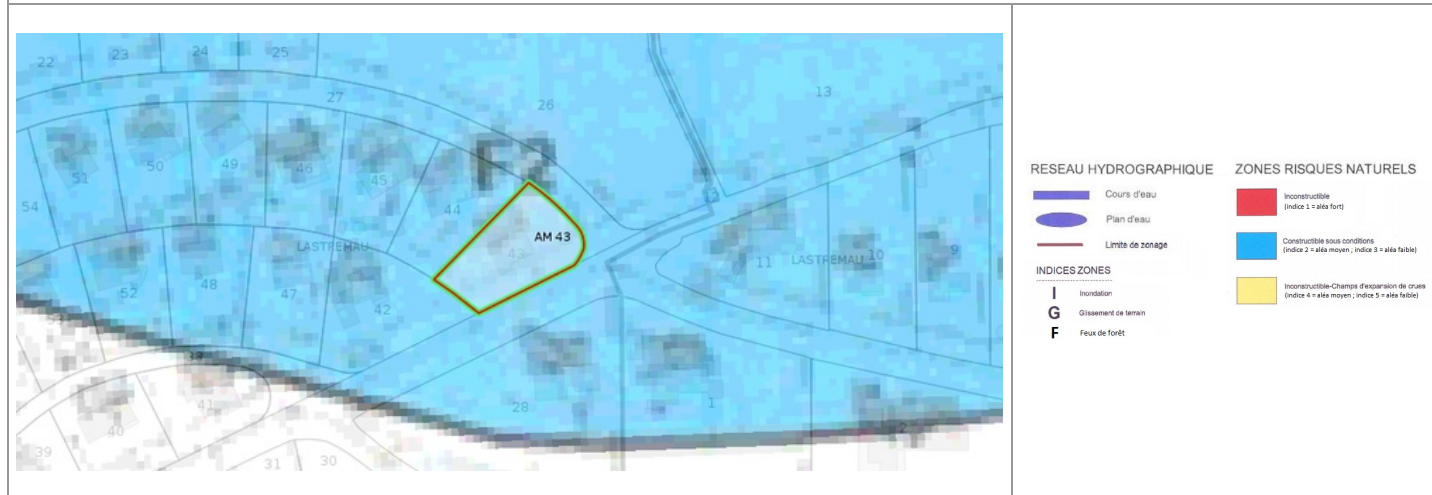 22
23
24
25
27
26
13
F2
51
50
49
46
45
44
54
LASTREMAU
AM 43
43
52
48
47
42
11
LASTREMAU
10
9
41
40
39
31
30
28
1
2
RESEAU HYDROGRAPHIQUE
Cours d'eau
Plan d'eau
Limite de zonage
INDICES ZONES
I Inondation
G Glissement de terrain
F Feux de forêt
ZONES RISQUES NATURELS
Inconstructible
(indice 1 = aléa fort)
Constructible sous conditions
(indice 2 = aléa moyen ; indice 3 = aléa faible)
Inconstructible-Champs d'expansion de crues
(indice 4 = aléa moyen ; indice 5 = aléa faible)